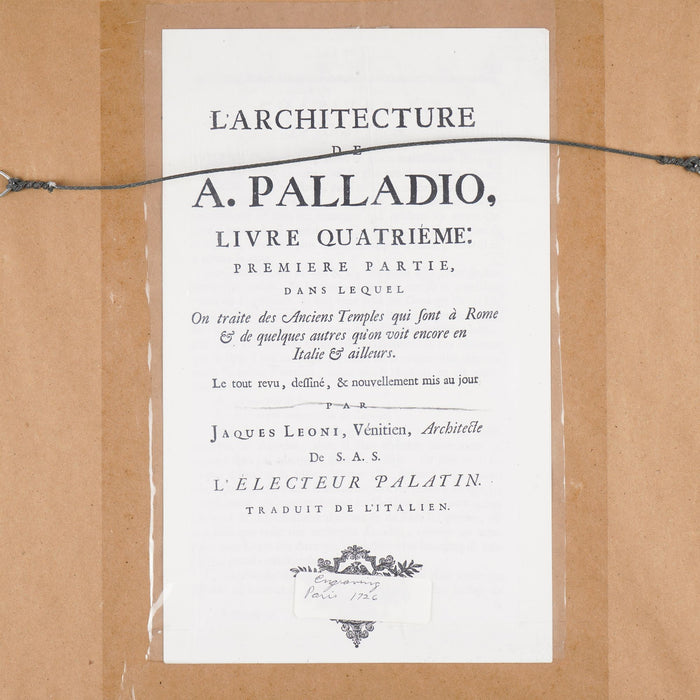 L'ARCHITECTURE
DE
A. PALLADIO,
LIVRE QUATRIÈME:
PREMIERE PARTIE,
DANS LEQUEL
On traite des Anciens Temples qui ſont à Rome
& de quelques autres qu'on voit encore en
Italie & ailleurs.
Le tout revu, deſſiné, & nouvellement mis au jour
PAR
JAQUES LEONI, Vénitien, Architecte
De S. A. S.
L'ÉLECTEUR PALATIN.
TRADUIT DE L'ITALIEN.
Engraving
Paris 1726